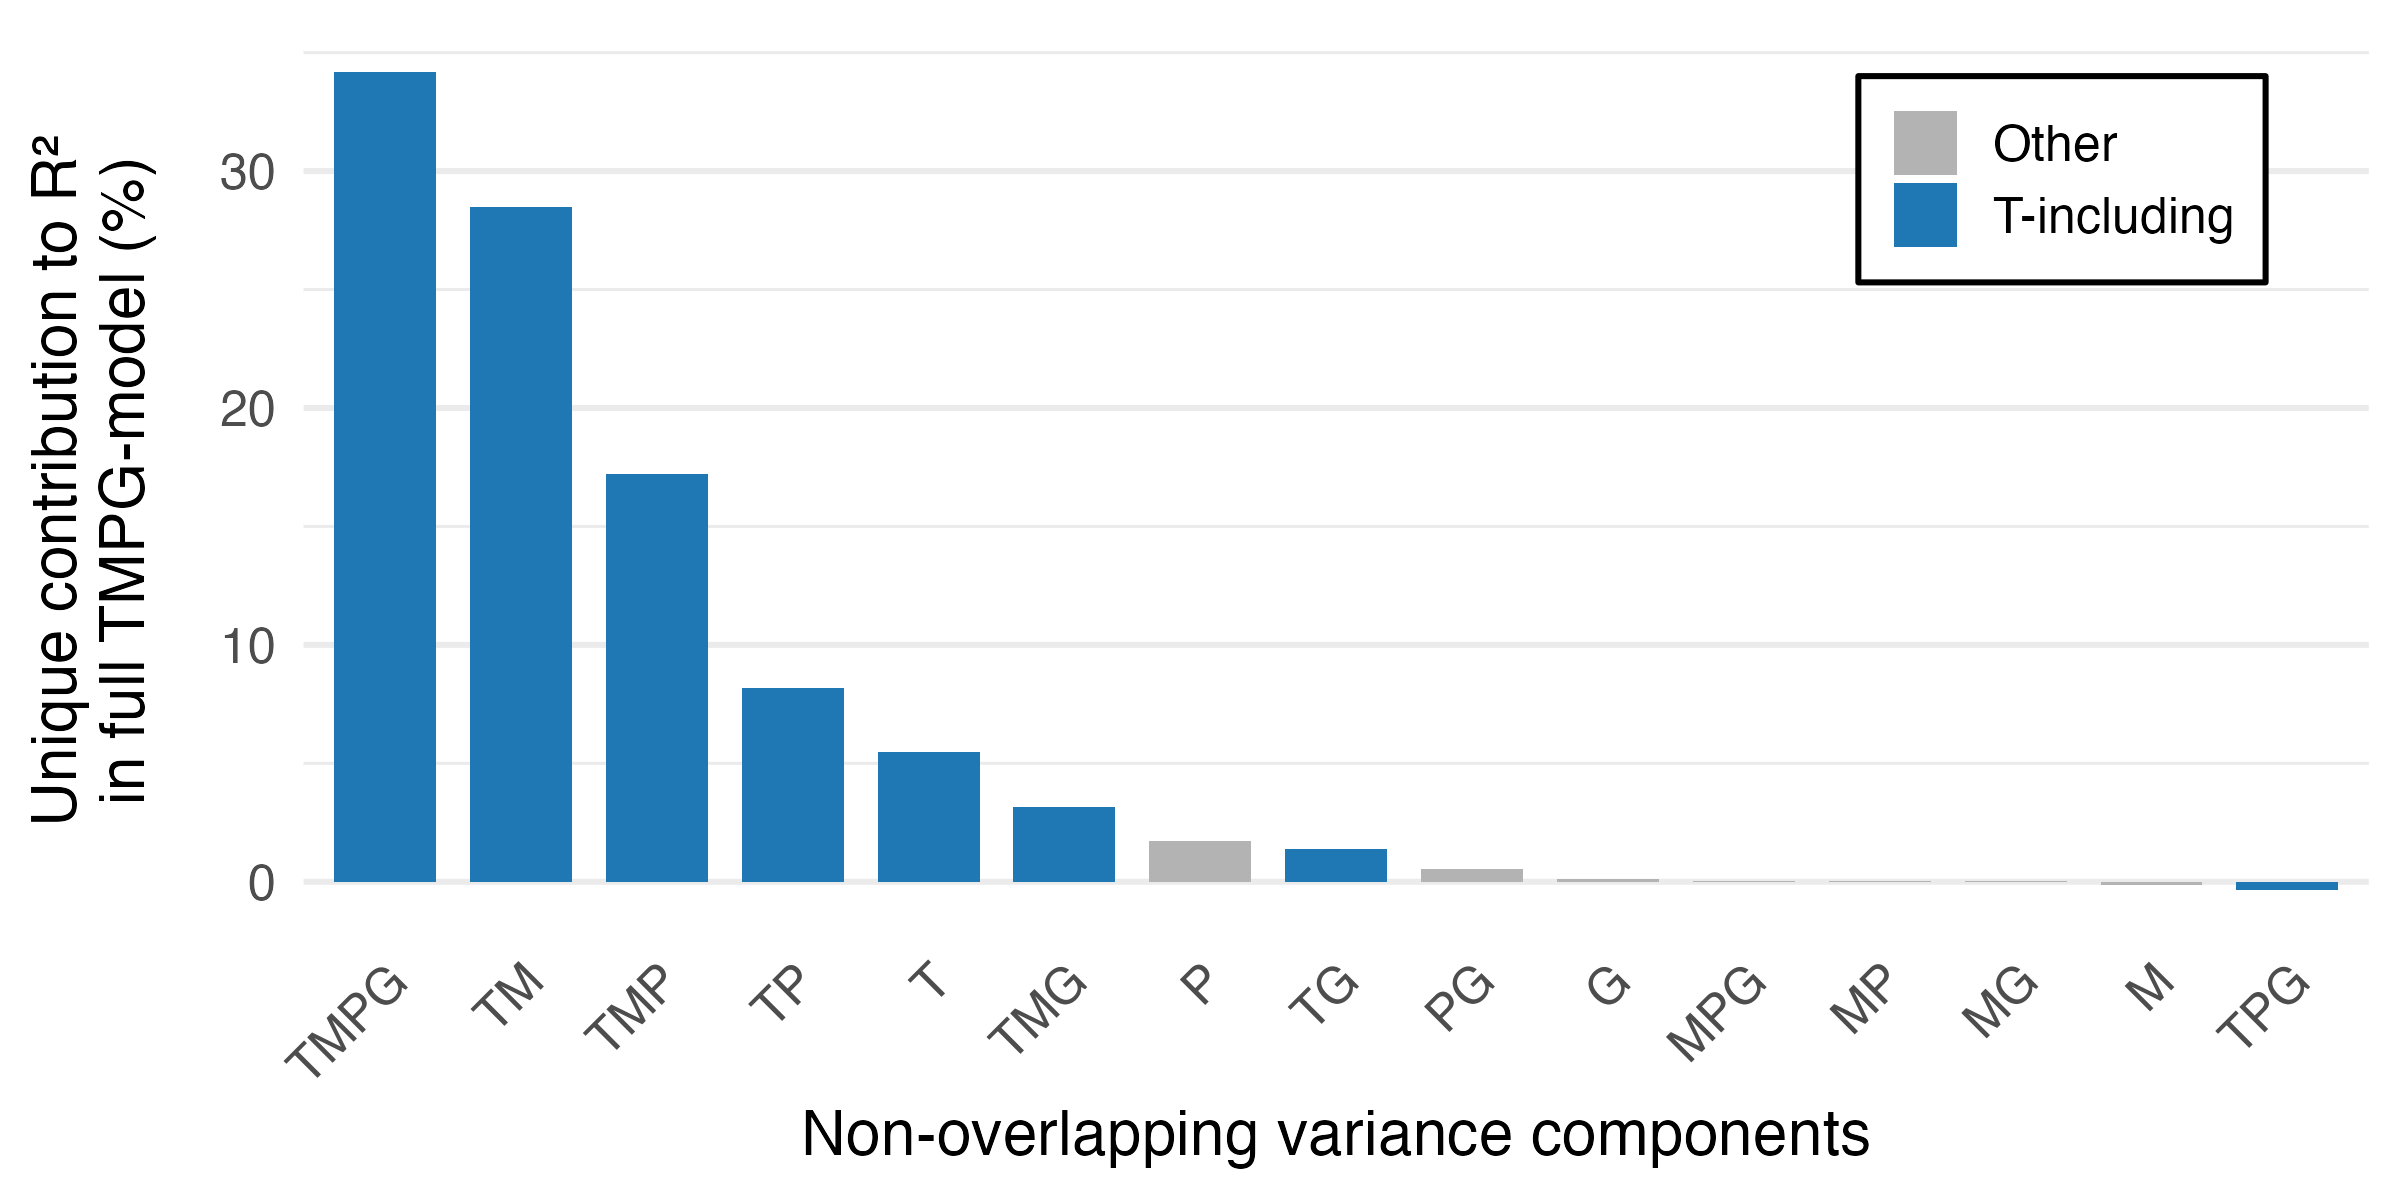 Unique contribution to R²
in full TMPG-model (%)
30
20
10
0
Other
T-including
TMPG
TM
TMP
TP
T
TMG
P
TG
PG
G
MPG
MP
MG
M
TPG
Non-overlapping variance components